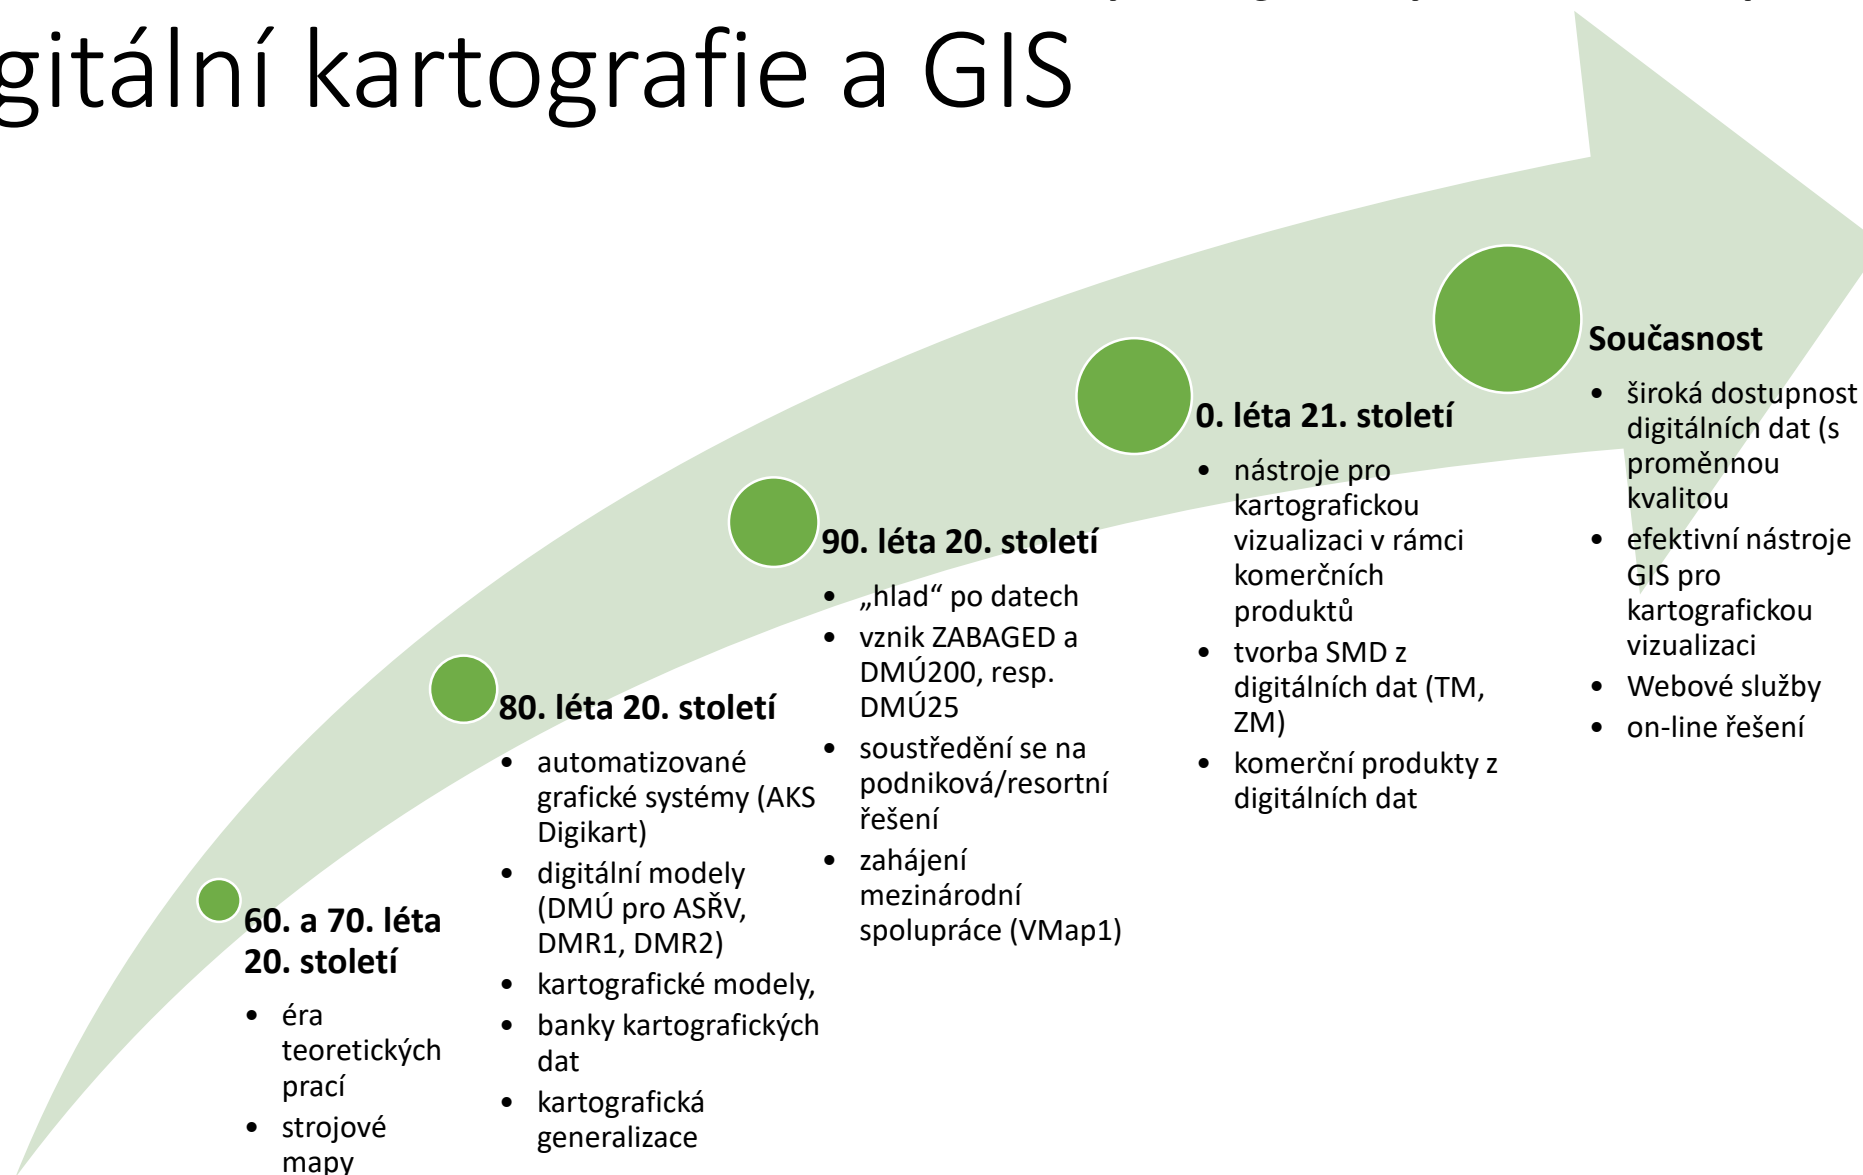 gitální kartografie a GIS
60. a 70. léta
20. století
• éra
teoretických
prací
• strojové
mapy
80. léta 20. století
• automatizované
grafické systémy (AKS
Digikart)
• digitální modely
(DMÚ pro ASŘV,
DMR1, DMR2)
• kartografické modely,
• banky kartografických
dat
• kartografická
generalizace
90. léta 20. století
• „hlad“ po datech
• vznik ZABAGED a
DMÚ200, resp.
DMÚ25
• soustředění se na
podniková/resortní
řešení
• zahájení
mezinárodní
spolupráce (VMap1)
0. léta 21. století
• nástroje pro
kartografickou
vizualizaci v rámci
komerčních
produktů
• tvorba SMD z
digitálních dat (TM,
ZM)
• komerční produkty z
digitálních dat
Současnost
• široká dostupnost
digitálních dat (s
proměnnou
kvalitou
• efektivní nástroje
GIS pro
kartografickou
vizualizaci
• Webové služby
• on-line řešení